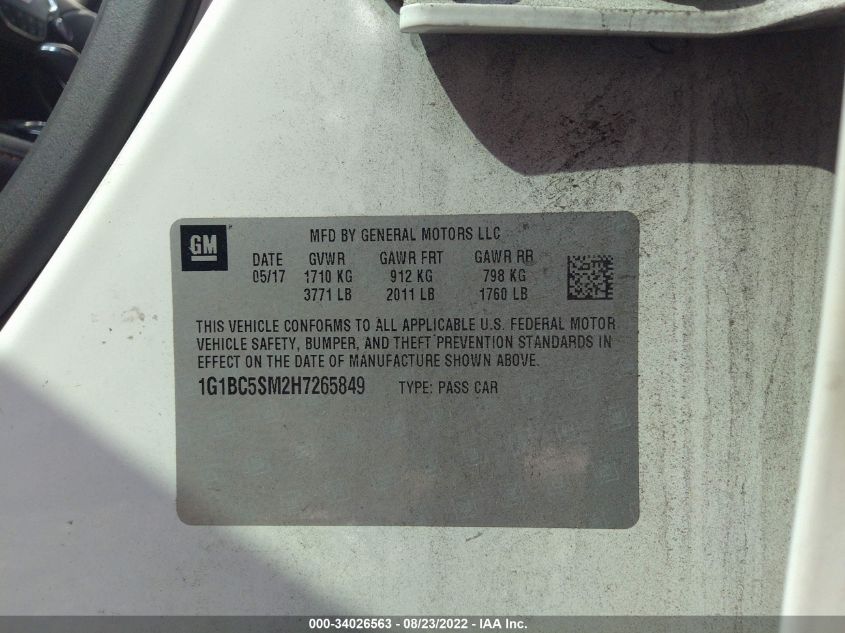 GM
MFD BY GENERAL MOTORS LLC
DATE GVWR GAWR FRT GAWR RR
05/17 1710 KG 912 KG 798 KG
3771 LB 2011 LB 1760 LB
THIS VEHICLE CONFORMS TO ALL APPLICABLE U.S. FEDERAL MOTOR
VEHICLE SAFETY, BUMPER, AND THEFT PREVENTION STANDARDS IN
EFFECT ON THE DATE OF MANUFACTURE SHOWN ABOVE.
1G1BC5SM2H7265849 TYPE: PASS CAR
000-34026563 - 08/23/2022 - IAA Inc.